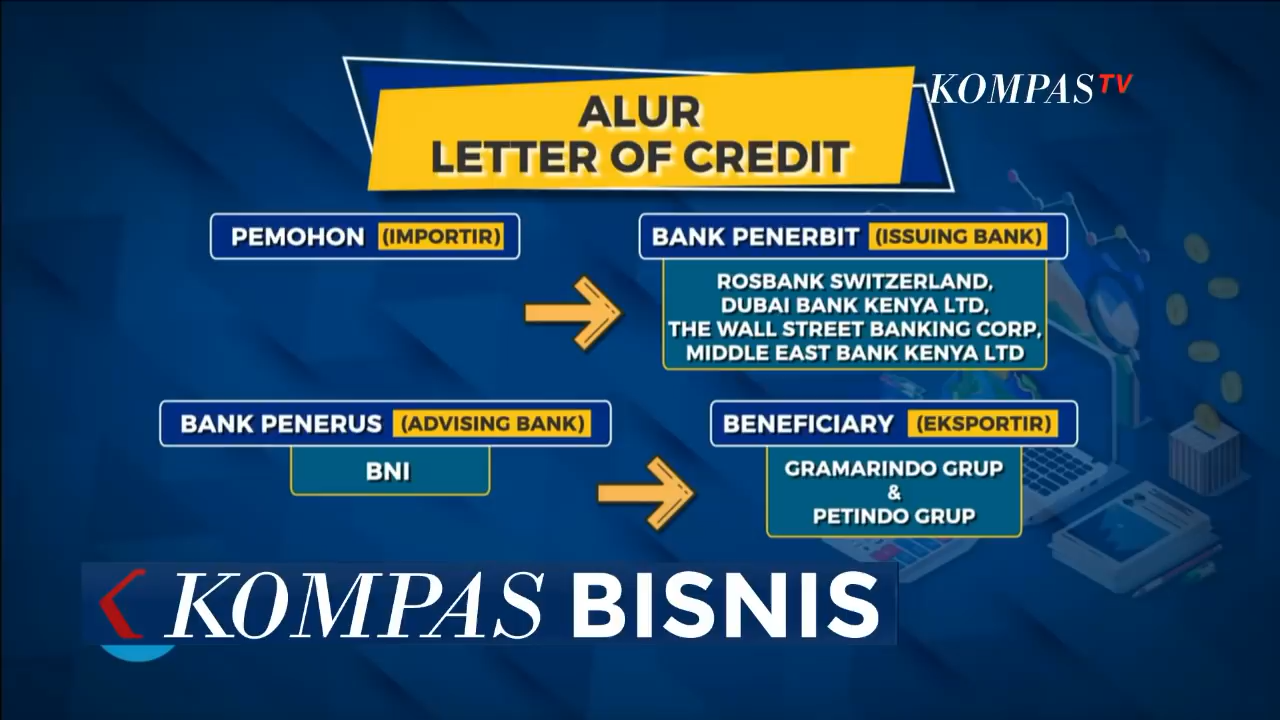 ALUR
LETTER OF CREDIT
KOMPAS TV
PEMOHON (IMPORTIR)
BANK PENERBIT (ISSUING BANK)
ROSBANK SWITZERLAND,
DUBAI BANK KENYA LTD,
THE WALL STREET BANKING CORP,
MIDDLE EAST BANK KENYA LTD
BANK PENERUS (ADVISING BANK)
BNI
BENEFICIARY (EKSPORTIR)
GRAMARINDO GRUP
&
PETINDO GRUP
KOMPAS BISNIS